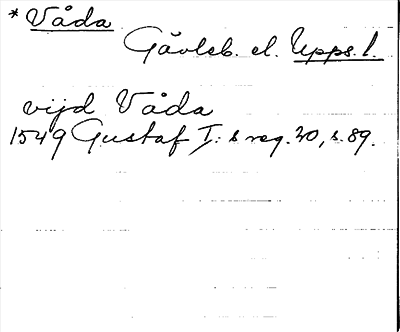 * Våda
Gävleb. el. Upps. l.
vijd Våda
1549 Gustaf I:s reg. 20, s. 89.